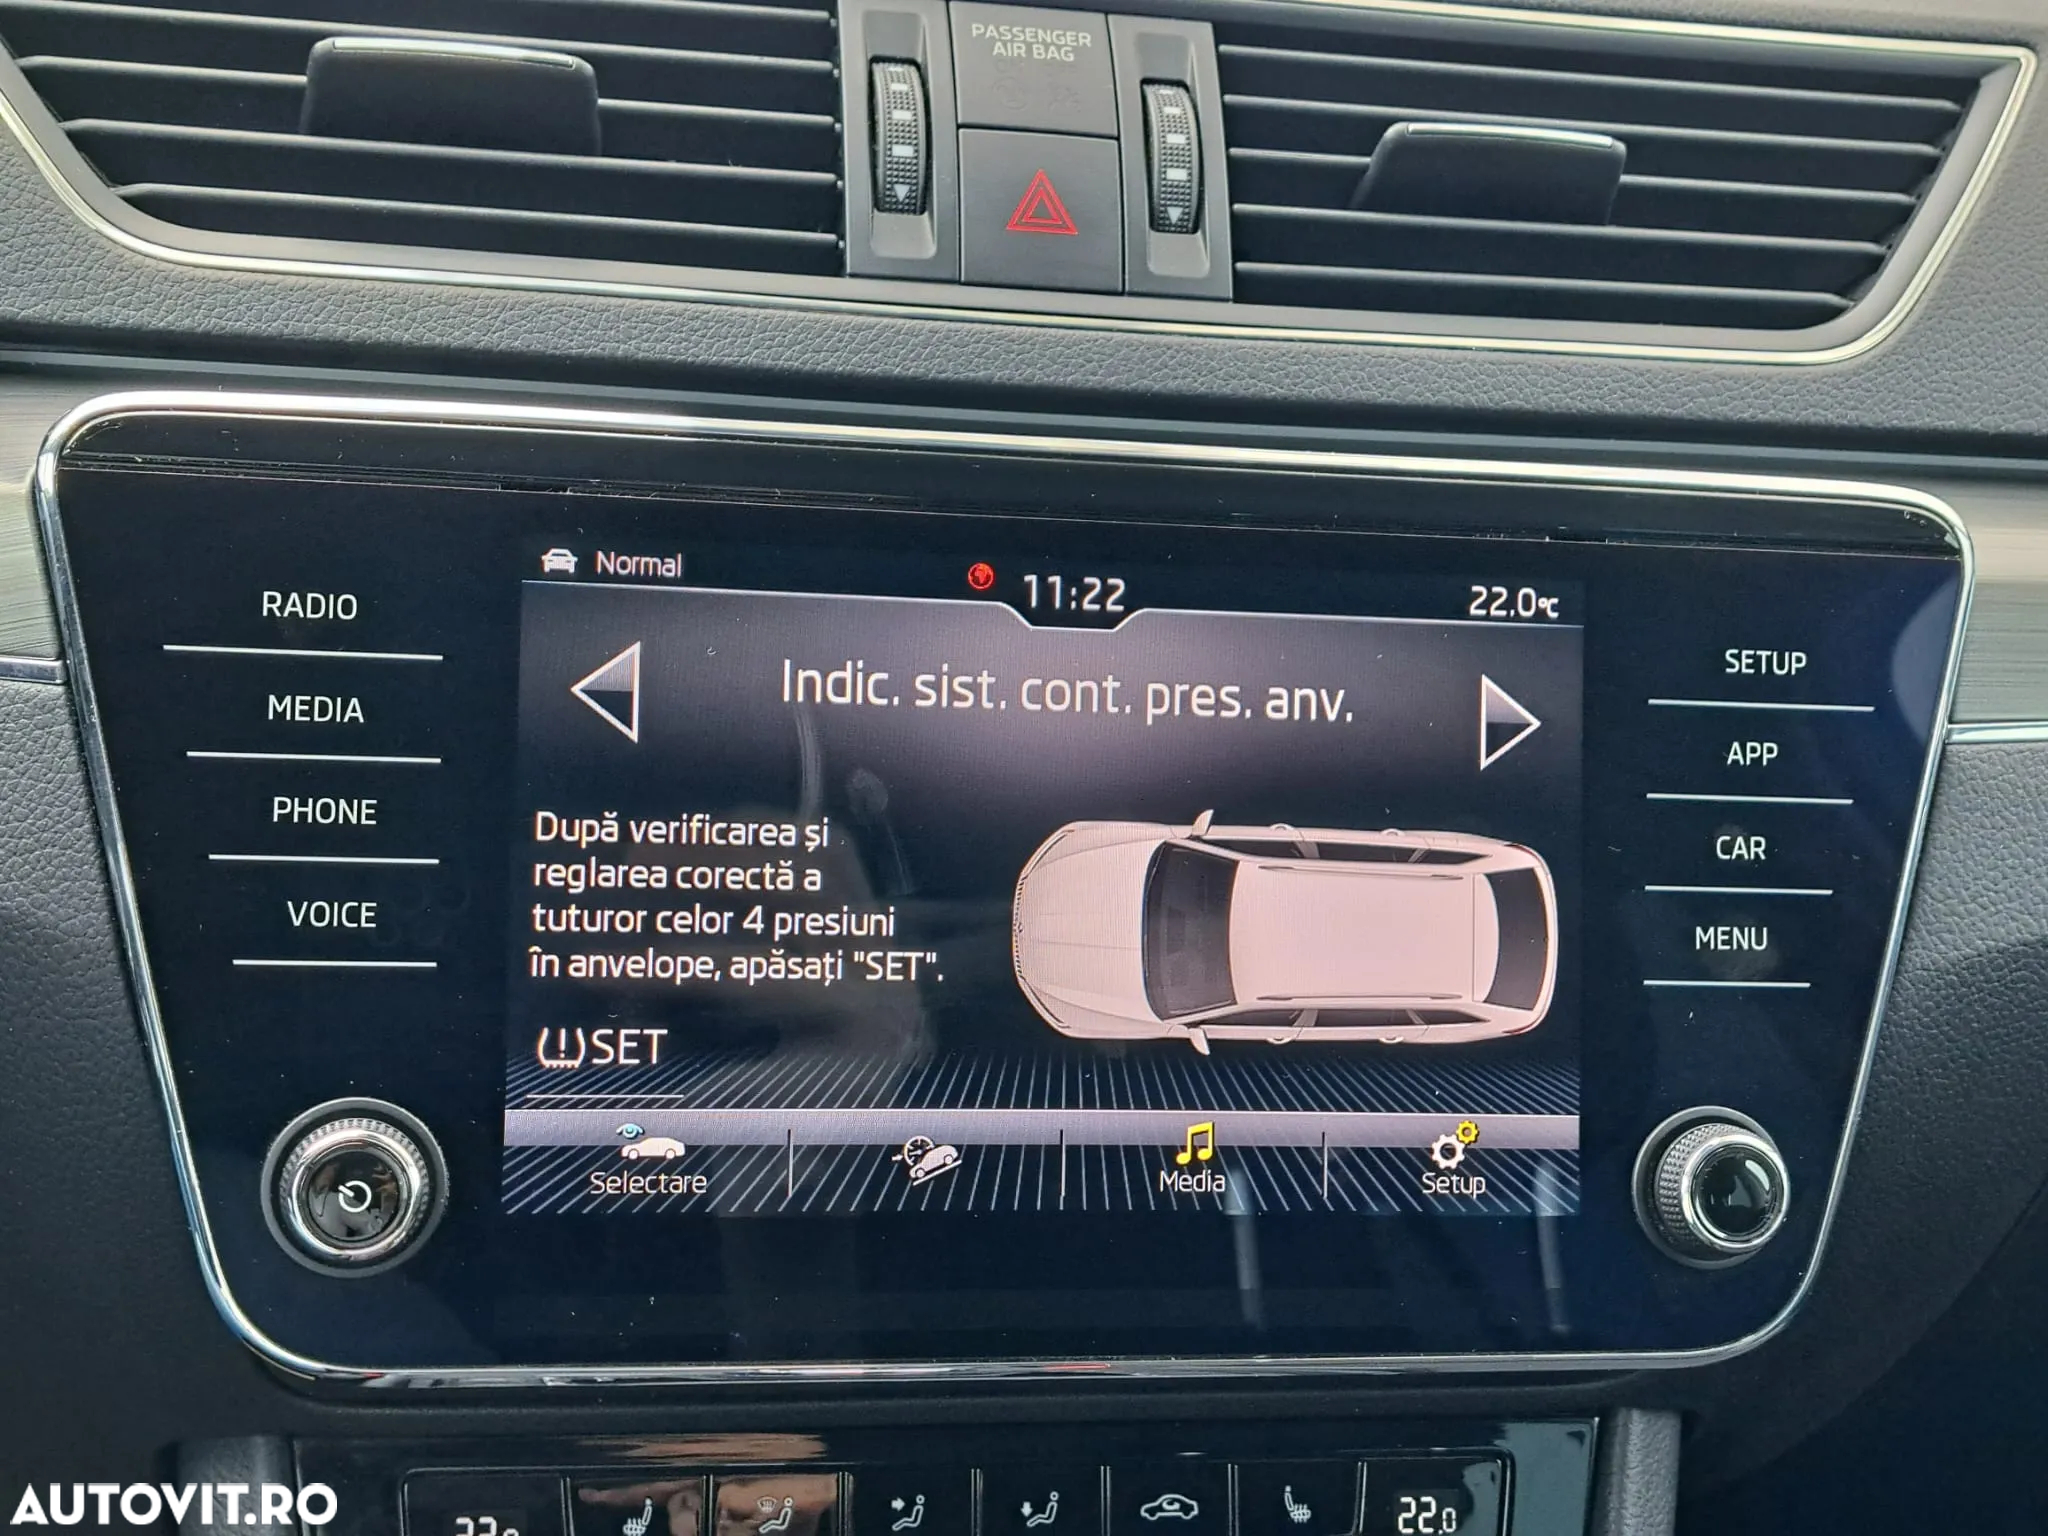 PASSENGER
AIR BAG
Normal
11:22
22.0°C
RADIO
MEDIA
PHONE
VOICE
Indic. sist. cont. pres. anv.
După verificarea și
reglarea corectă a
tuturor celor 4 presiuni
în anvelope, apăsați "SET".
SET
Selectare
Media
Setup
SETUP
APP
CAR
MENU
22.0
AUTOVIT.RO